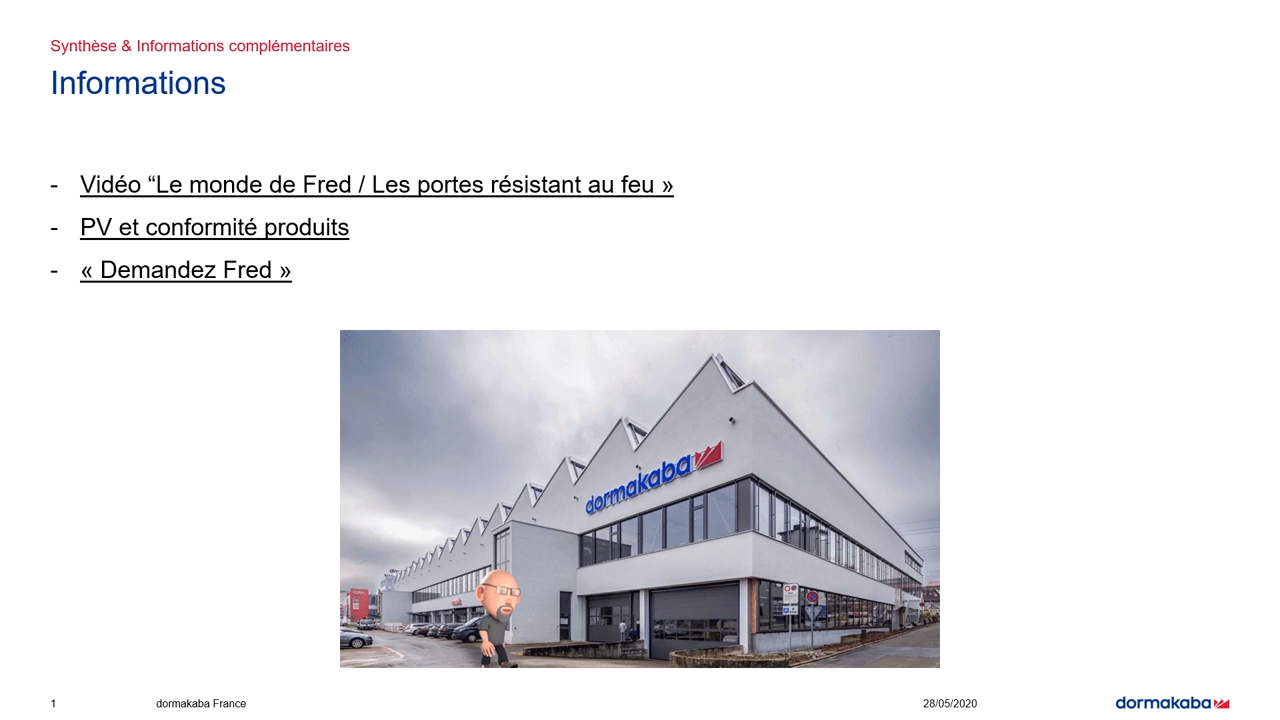 Synthèse & Informations complémentaires
Informations
- Vidéo “Le monde de Fred / Les portes résistant au feu »
- PV et conformité produits
- « Demandez Fred »
dormakaba
1 dormakaba France 28/05/2020 dormakaba